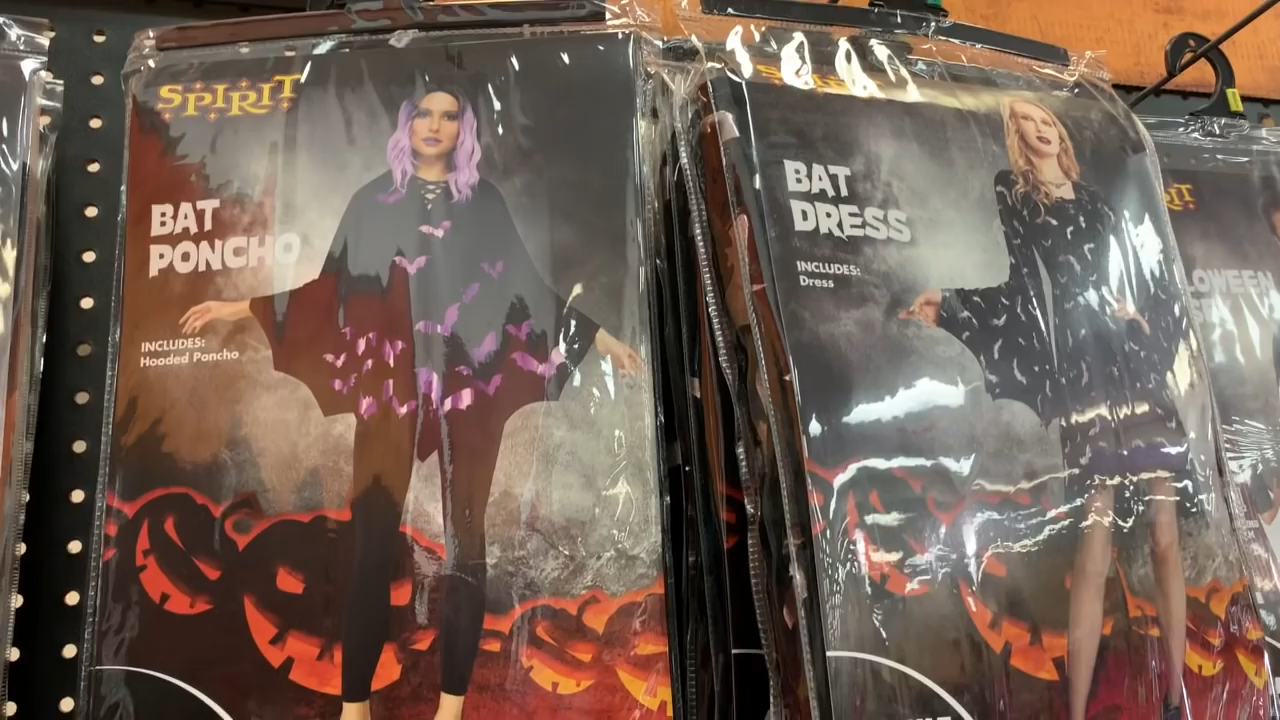 SPIRIT
BAT
PONCHO
INCLUDES:
Hooded Poncho
BAT
DRESS
INCLUDES:
Dress